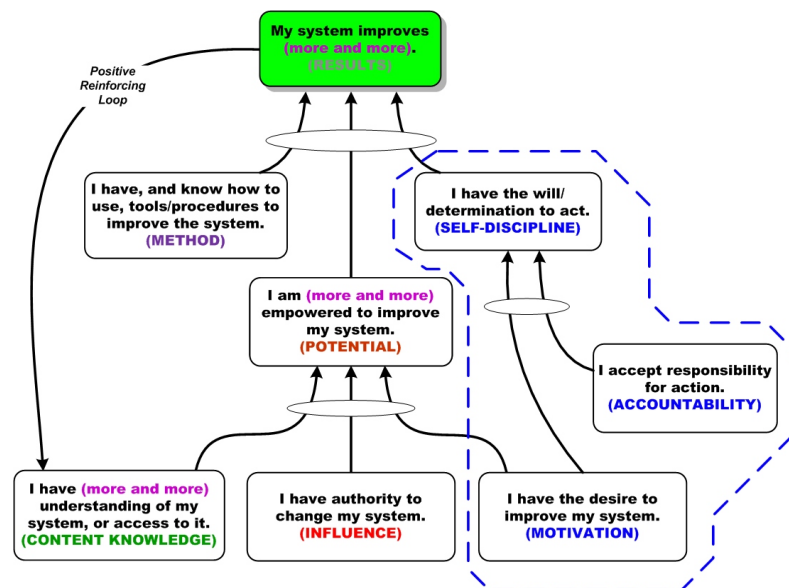 My system improves
(more and more).
(RESULTS)
Positive
Reinforcing
Loop
I have, and know how to
use, tools/procedures to
improve the system.
(METHOD)
I have the will/
determination to act.
(SELF-DISCIPLINE)
I am (more and more)
empowered to improve
my system.
(POTENTIAL)
I accept responsibility
for action.
(ACCOUNTABILITY)
I have (more and more)
understanding of my
system, or access to it.
(CONTENT KNOWLEDGE)
I have authority to
change my system.
(INFLUENCE)
I have the desire to
improve my system.
(MOTIVATION)